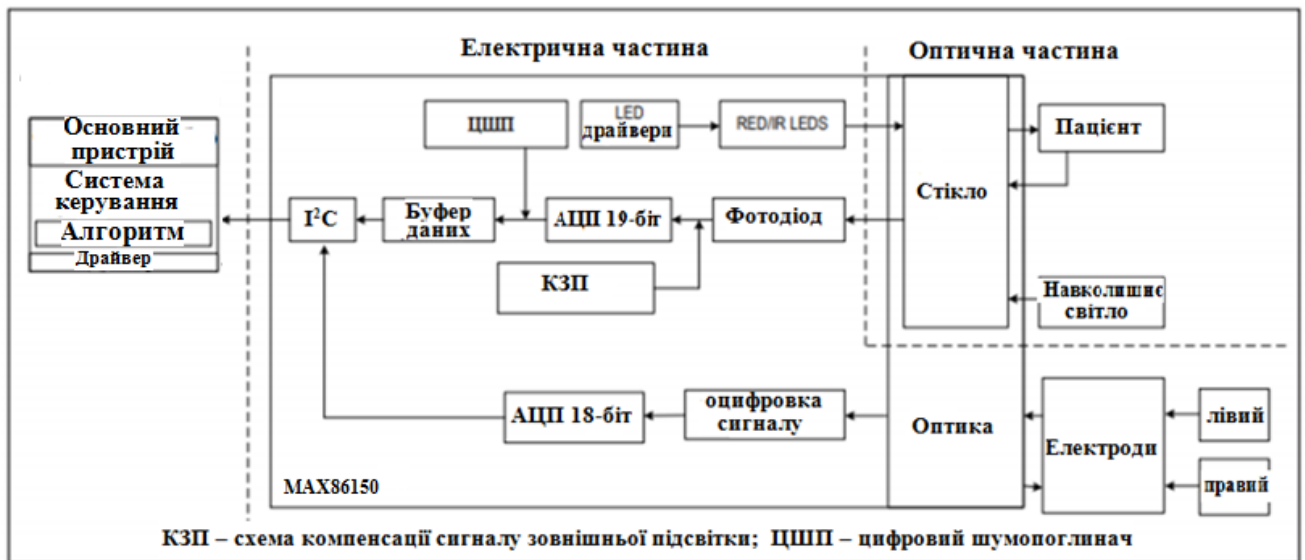 Електрична частина
Оптична частина
Основний
пристрій
Система
керування
Алгоритм
Драйвер
ЦШП
LED
драйвери
RED/IR LEDS
Стікло
Пацієнт
I²C
Буфер
даних
АЦП 19-біт
Фотодіод
КЗП
Навколишнє
світло
АЦП 18-біт
оцифровка
сигналу
Оптика
Електроди
лівий
правий
MAX86150
КЗП – схема компенсації сигналу зовнішньої підсвітки; ЦШП – цифровий шумопоглинач